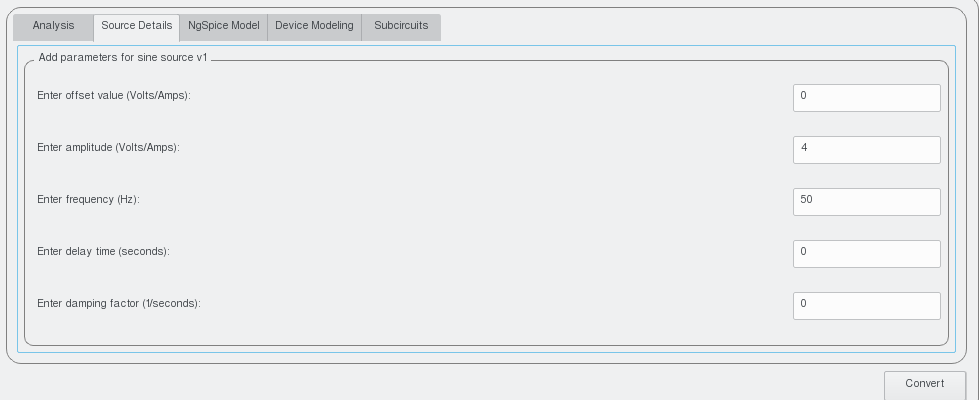 Analysis Source Details NgSpice Model Device Modeling Subcircuits
Add parameters for sine source v1
Enter offset value (Volts/Amps): 0
Enter amplitude (Volts/Amps): 4
Enter frequency (Hz): 50
Enter delay time (seconds): 0
Enter damping factor (1/seconds): 0
Convert